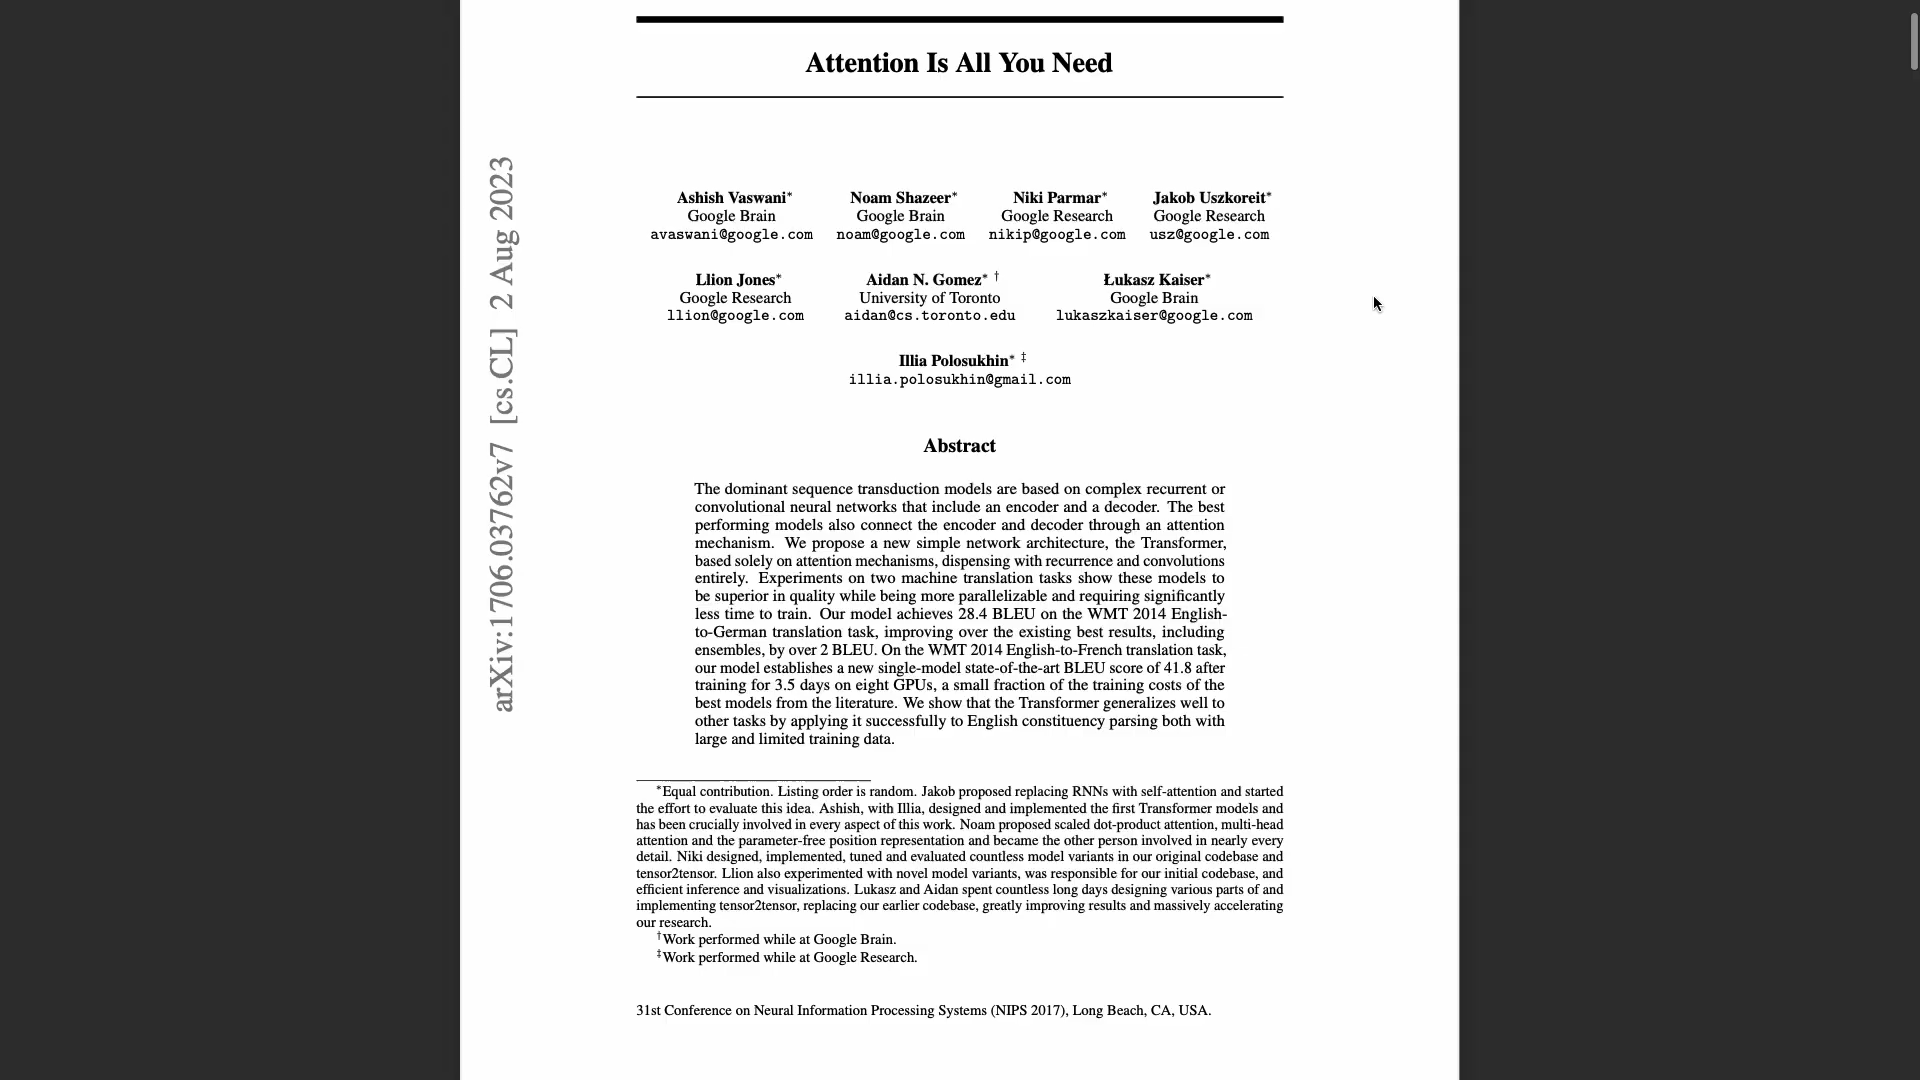 Attention Is All You Need
Ashish Vaswani* Noam Shazeer* Niki Parmar* Jakob Uszkoreit*
Google Brain Google Brain Google Research Google Research
avaswani@google.com noam@google.com nikip@google.com usz@google.com
Llion Jones* Aidan N. Gomez* † Łukasz Kaiser*
Google Research University of Toronto Google Brain
llion@google.com aidan@cs.toronto.edu lukaszkaiser@google.com
Illia Polosukhin* ‡
illia.polosukhin@gmail.com
arXiv:1706.03762v7 [cs.CL] 2 Aug 2023
Abstract
The dominant sequence transduction models are based on complex recurrent or
convolutional neural networks that include an encoder and a decoder. The best
performing models also connect the encoder and decoder through an attention
mechanism. We propose a new simple network architecture, the Transformer,
based solely on attention mechanisms, dispensing with recurrence and convolutions
entirely. Experiments on two machine translation tasks show these models to
be superior in quality while being more parallelizable and requiring significantly
less time to train. Our model achieves 28.4 BLEU on the WMT 2014 English-
to-German translation task, improving over the existing best results, including
ensembles, by over 2 BLEU. On the WMT 2014 English-to-French translation task,
our model establishes a new single-model state-of-the-art BLEU score of 41.8 after
training for 3.5 days on eight GPUs, a small fraction of the training costs of the
best models from the literature. We show that the Transformer generalizes well to
other tasks by applying it successfully to English constituency parsing both with
large and limited training data.
*Equal contribution. Listing order is random. Jakob proposed replacing RNNs with self-attention and started
the effort to evaluate this idea. Ashish, with Illia, designed and implemented the first Transformer models and
has been crucially involved in every aspect of this work. Noam proposed scaled dot-product attention, multi-head
attention and the parameter-free position representation and became the other person involved in nearly every
detail. Niki designed, implemented, tuned and evaluated countless model variants in our original codebase and
tensor2tensor. Llion also experimented with novel model variants, was responsible for our initial codebase, and
efficient inference and visualizations. Lukasz and Aidan spent countless long days designing various parts of and
implementing tensor2tensor, replacing our earlier codebase, greatly improving results and massively accelerating
our research.
†Work performed while at Google Brain.
‡Work performed while at Google Research.
31st Conference on Neural Information Processing Systems (NIPS 2017), Long Beach, CA, USA.